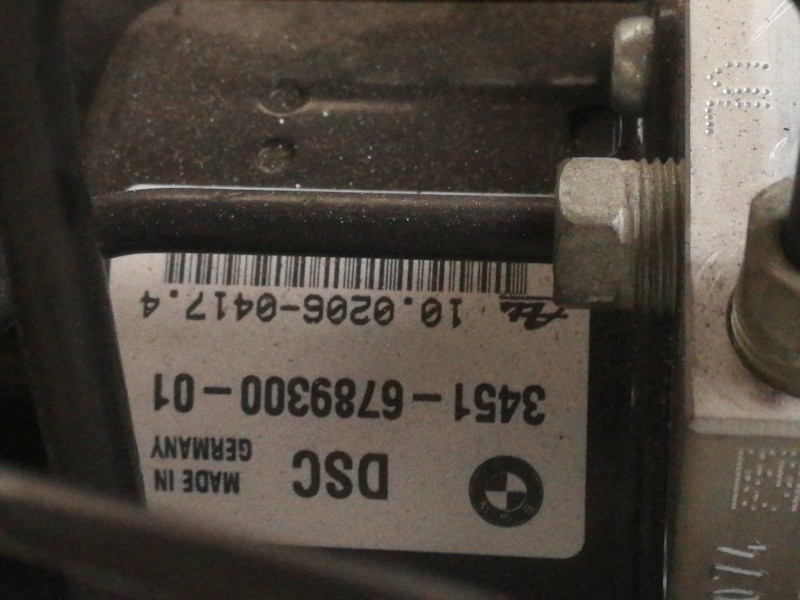 DSC
MADE IN
GERMANY
3451-6789300-01
10.0206-0417.4